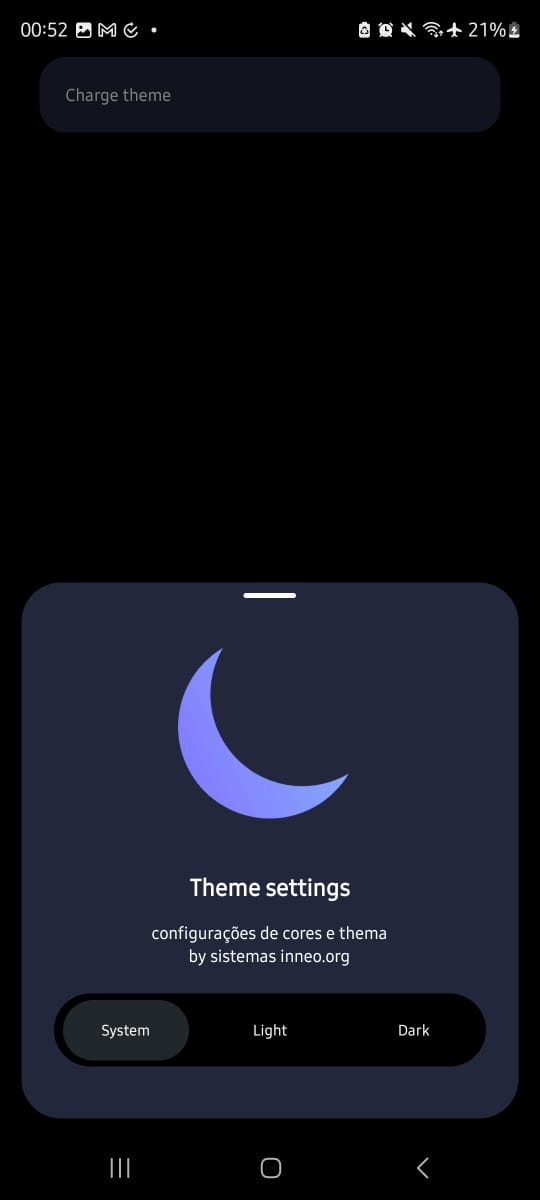 00:52
21%
Charge theme
Theme settings
configurações de cores e thema
by sistemas inneo.org
System
Light
Dark